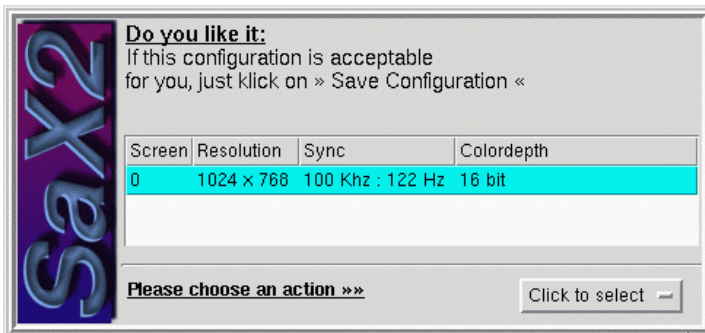 SaX2
Do you like it:
If this configuration is acceptable
for you, just klick on » Save Configuration «
Screen Resolution Sync Colordepth
0 1024 x 768 100 Khz : 122 Hz 16 bit
Please choose an action »»
Click to select